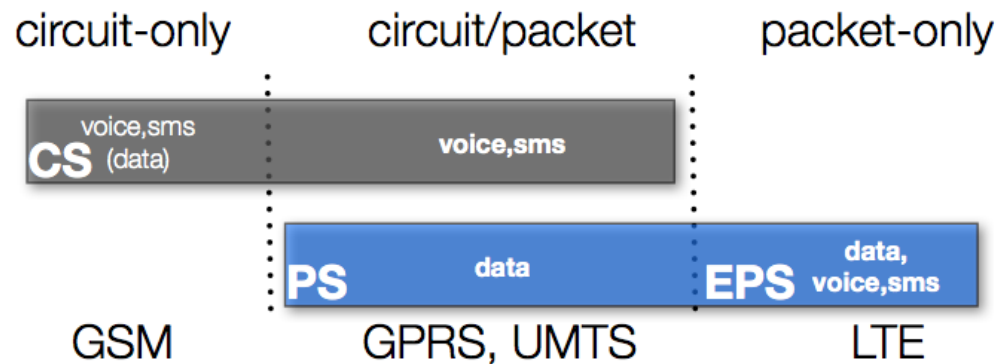 circuit-only
circuit/packet
packet-only
voice,sms
CS (data)
voice,sms
PS
data
EPS
data,
voice,sms
GSM
GPRS, UMTS
LTE